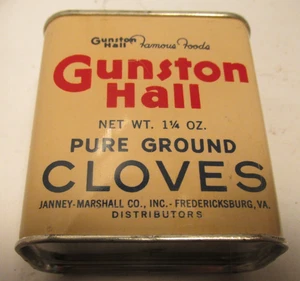 Gunston Hall Famous Foods
Gunston
Hall
NET WT. 1¼ OZ.
PURE GROUND
CLOVES
JANNEY-MARSHALL CO., INC. - FREDERICKSBURG, VA.
DISTRIBUTORS